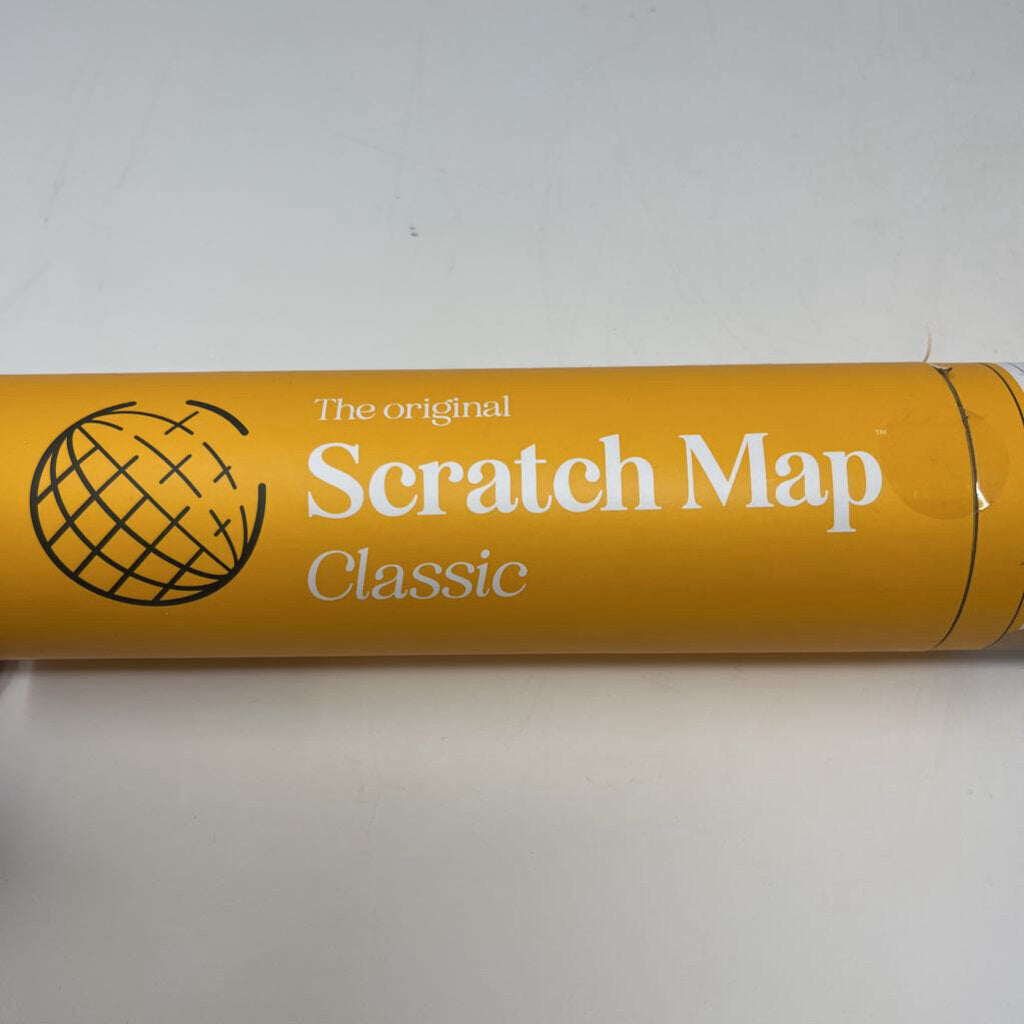 The original
Scratch Map™
Classic